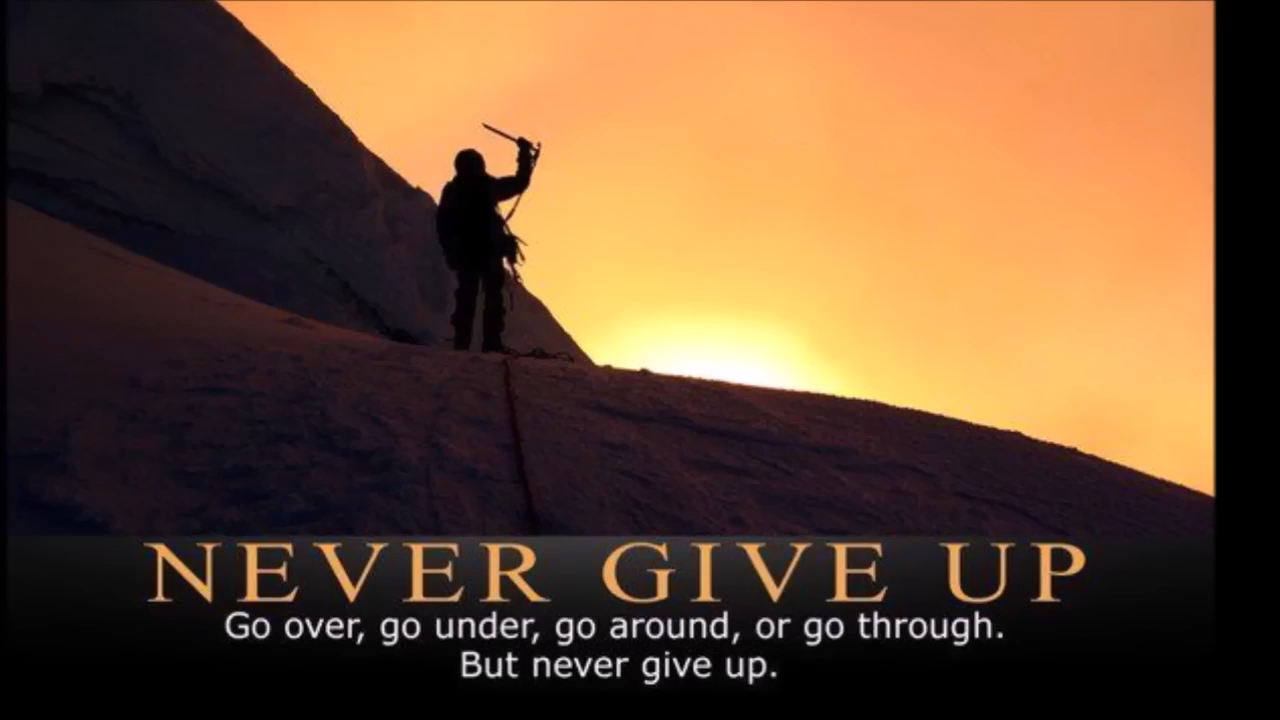 NEVER GIVE UP
Go over, go under, go around, or go through.
But never give up.